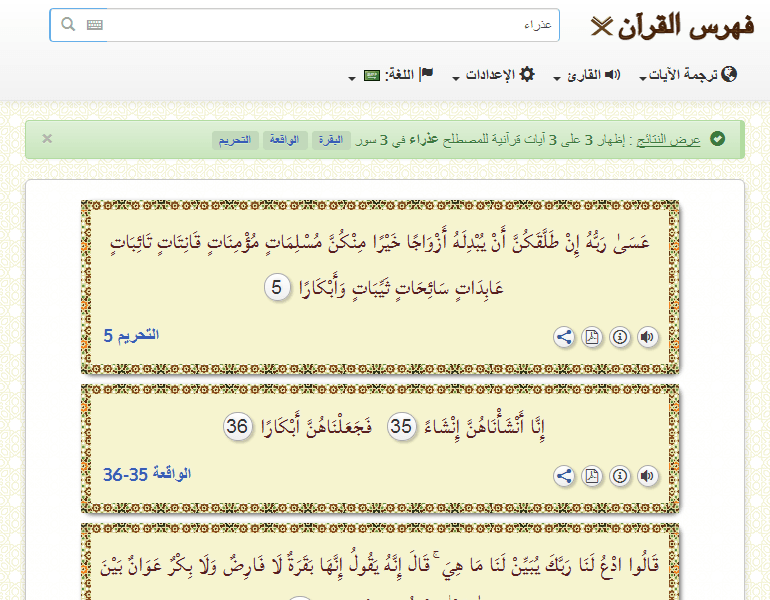 فهرس القرآن
عذراء
ترجمة الآيات القارئ الإعدادات اللغة:
عرض النتائج : إظهار 3 على 3 آيات قرآنية للمصطلح عذراء في 3 سور البقرة الواقعة التحريم ×
عَسَىٰ رَبُّهُ إِنْ طَلَّقَكُنَّ أَنْ يُبْدِلَهُ أَزْوَاجًا خَيْرًا مِنْكُنَّ مُسْلِمَاتٍ مُؤْمِنَاتٍ قَانِتَاتٍ تَائِبَاتٍ
عَابِدَاتٍ سَائِحَاتٍ ثَيِّبَاتٍ وَأَبْكَارًا 5
التحريم 5
إِنَّا أَنْشَأْنَاهُنَّ إِنْشَاءً 35 فَجَعَلْنَاهُنَّ أَبْكَارًا 36
الواقعة 35-36
قَالُوا ادْعُ لَنَا رَبَّكَ يُبَيِّنْ لَنَا مَا هِيَ ۚ قَالَ إِنَّهُ يَقُولُ إِنَّهَا بَقَرَةٌ لَا فَارِضٌ وَلَا بِكْرٌ عَوَانٌ بَيْنَ